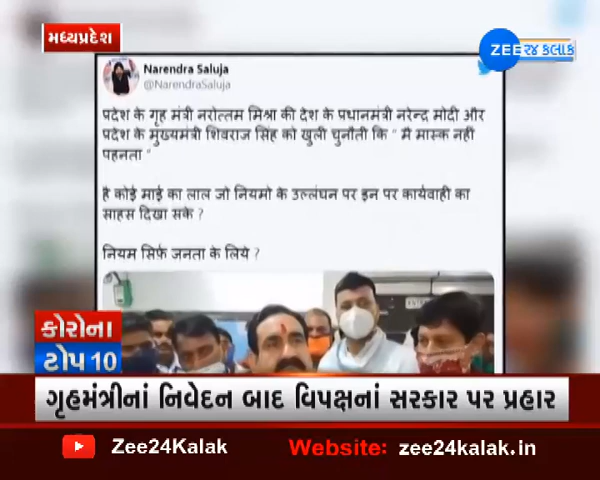 મધ્યપ્રદેશ
ZEE ૨૪ કલાક
Narendra Saluja
@NarendraSaluja
प्रदेश के गृह मंत्री नरोत्तम मिश्रा की देश के प्रधानमंत्री नरेन्द्र मोदी और
प्रदेश के मुख्यमंत्री शिवराज सिंह को खुली चुनौती कि " मै मास्क नहीं
पहनता "
है कोई माई का लाल जो नियमो के उल्लंघन पर इन पर कार्यवाही का
साहस दिखा सके ?
नियम सिर्फ़ जनता के लिये ?
કોરોના
ટોપ 10
ગૃહમંત્રીનાં નિવેદન બાદ વિપક્ષનાં સરકાર પર પ્રહાર
Zee24Kalak
Website: zee24kalak.in